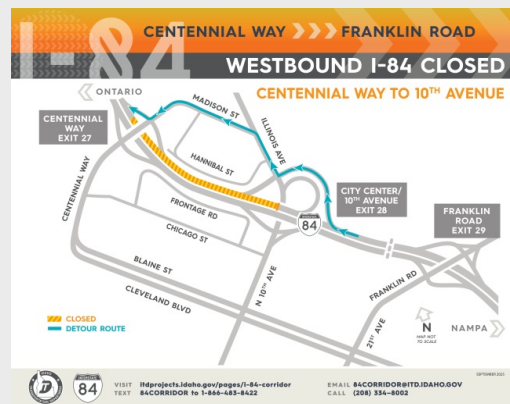 I-84
CENTENNIAL WAY >>> FRANKLIN ROAD
WESTBOUND I-84 CLOSED
CENTENNIAL WAY TO 10TH AVENUE
ONTARIO
CENTENNIAL
WAY
EXIT 27
MADISON ST
ILLINOIS AVE
HANNIBAL ST
CENTENNIAL WAY
FRONTAGE RD
CHICAGO ST
CITY CENTER/
10TH AVENUE
EXIT 28
84
FRANKLIN
ROAD
EXIT 29
BLAINE ST
CLEVELAND BLVD
N 10TH AVE
FRANKLIN RD
21ST AVE
CLOSED
DETOUR ROUTE
N
MAP NOT
TO SCALE
NAMPA
84
VISIT itdprojects.idaho.gov/pages/i-84-corridor
TEXT 84CORRIDOR to 1-866-483-8422
EMAIL 84CORRIDOR@ITD.IDAHO.GOV
CALL (208) 334-8002